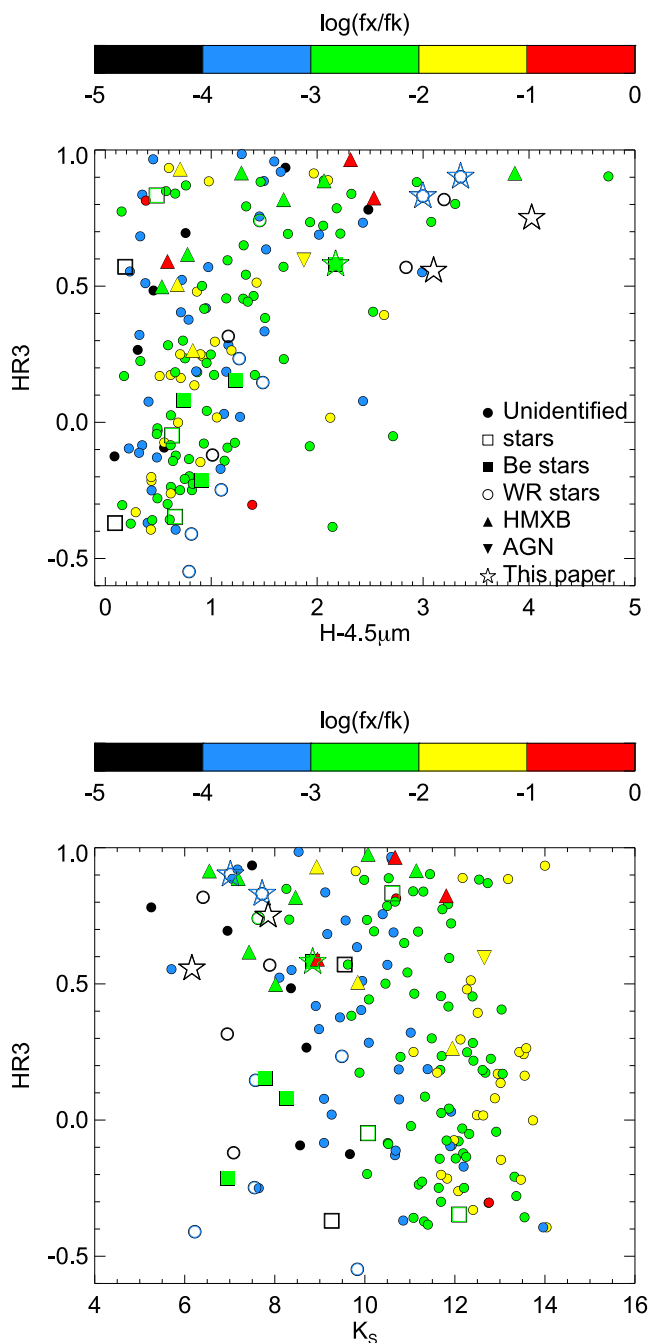 log(fx/fk)
-5 -4 -3 -2 -1 0
1.0
0.5
0.0
-0.5
HR3
Unidentified
stars
Be stars
WR stars
HMXB
AGN
This paper
0 1 2 3 4 5
H-4.5μm
log(fx/fk)
-5 -4 -3 -2 -1 0
1.0
0.5
0.0
-0.5
HR3
4 6 8 10 12 14 16
Ks